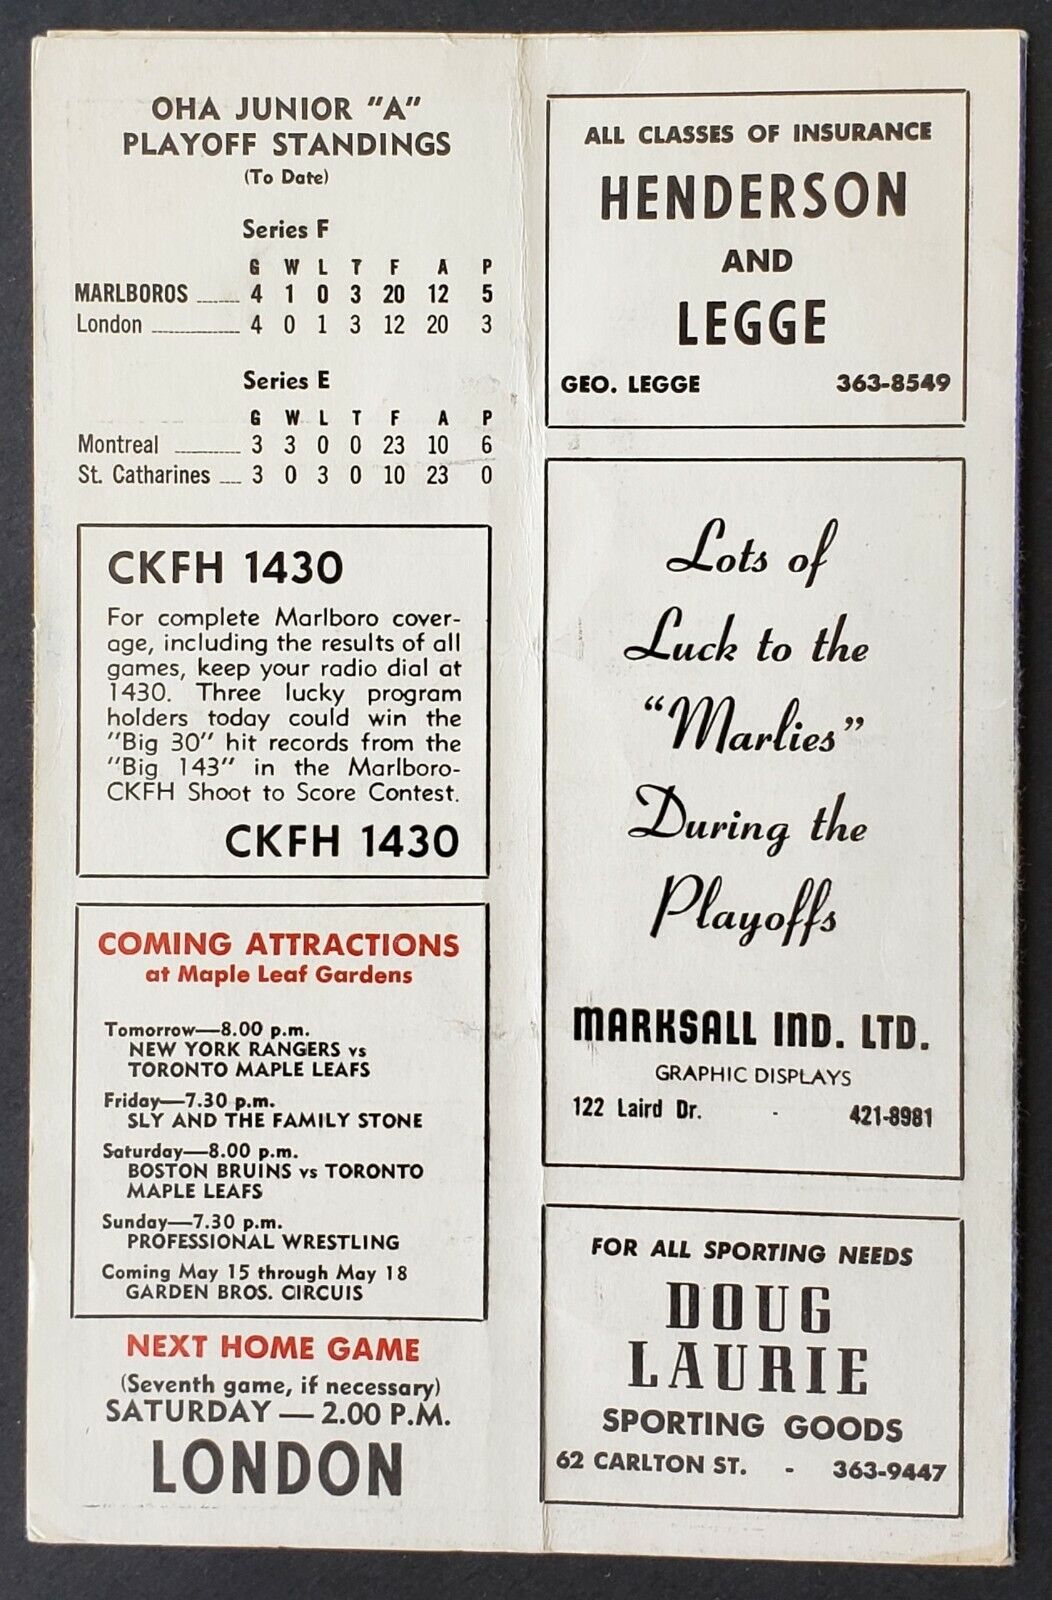 OHA JUNIOR "A"
PLAYOFF STANDINGS
(To Date)
Series F
G W L T F A P
MARLBOROS 4 1 0 3 20 12 5
London 4 0 1 3 12 20 3
Series E
G W L T F A P
Montreal 3 3 0 0 23 10 6
St. Catharines 3 0 3 0 10 23 0
CKFH 1430
For complete Marlboro cover-
age, including the results of all
games, keep your radio dial at
1430. Three lucky program
holders today could win the
"Big 30" hit records from the
"Big 143" in the Marlboro-
CKFH Shoot to Score Contest.
CKFH 1430
COMING ATTRACTIONS
at Maple Leaf Gardens
Tomorrow—8.00 p.m.
NEW YORK RANGERS vs
TORONTO MAPLE LEAFS
Friday—7.30 p.m.
SLY AND THE FAMILY STONE
Saturday—8.00 p.m.
BOSTON BRUINS vs TORONTO
MAPLE LEAFS
Sunday—7.30 p.m.
PROFESSIONAL WRESTLING
Coming May 15 through May 18
GARDEN BROS. CIRCUIS
NEXT HOME GAME
(Seventh game, if necessary)
SATURDAY — 2.00 P.M.
LONDON
ALL CLASSES OF INSURANCE
HENDERSON
AND
LEGGE
GEO. LEGGE 363-8549
Lots of
Luck to the
"Marlies"
During the
Playoffs
MARKSALL IND. LTD.
GRAPHIC DISPLAYS
122 Laird Dr. - 421-8981
FOR ALL SPORTING NEEDS
DOUG
LAURIE
SPORTING GOODS
62 CARLTON ST. - 363-9447